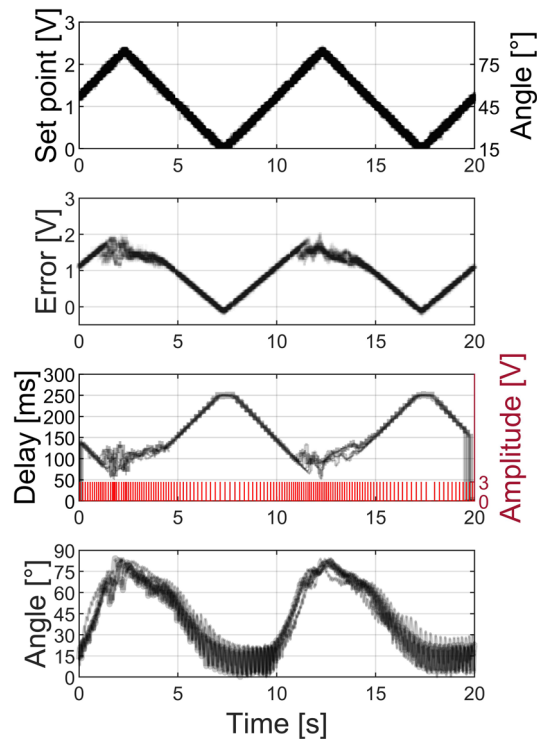 Set point [V]
3
2
1
0
Angle [°]
75
45
15
0 5 10 15 20
Error [V]
3
2
1
0
0 5 10 15 20
Delay [ms]
300
250
200
150
100
50
0
Amplitude [V]
3
0
0 5 10 15 20
Angle [°]
90
75
60
45
30
15
0
0 5 10 15 20
Time [s]